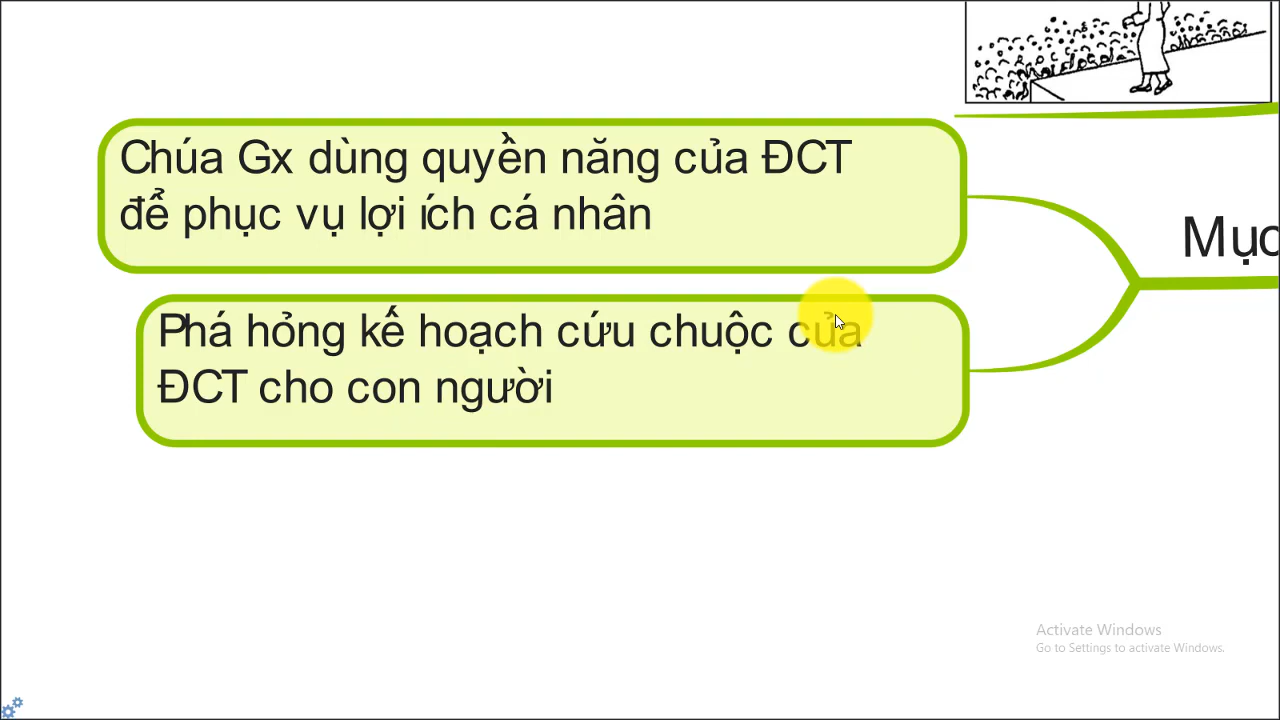 Chúa Gx dùng quyền năng của ĐCT
để phục vụ lợi ích cá nhân
Mục
Phá hỏng kế hoạch cứu chuộc của
ĐCT cho con người
Activate Windows
Go to Settings to activate Windows.